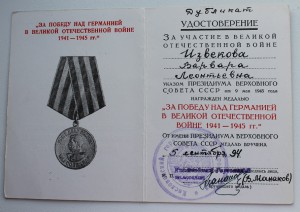 "ЗА ПОБЕДУ НАД ГЕРМАНИЕЙ
В ВЕЛИКОЙ ОТЕЧЕСТВЕННОЙ ВОЙНЕ
1941—1945 гг."
Дубликат
УДОСТОВЕРЕНИЕ
ЗА УЧАСТИЕ В ВЕЛИКОЙ
ОТЕЧЕСТВЕННОЙ ВОЙНЕ
Извекова
Варвара
Леонтьевна
УКАЗОМ ПРЕЗИДИУМА ВЕРХОВНОГО
СОВЕТА СССР от 9 мая 1945 года
НАГРАЖДЕН МЕДАЛЬЮ
"ЗА ПОБЕДУ НАД ГЕРМАНИЕЙ
В ВЕЛИКОЙ ОТЕЧЕСТВЕННОЙ
ВОЙНЕ 1941—1945 гг."
От имени ПРЕЗИДИУМА ВЕРХОВНОГО
СОВЕТА СССР МЕДАЛЬ ВРУЧЕНА
5 сентября 94